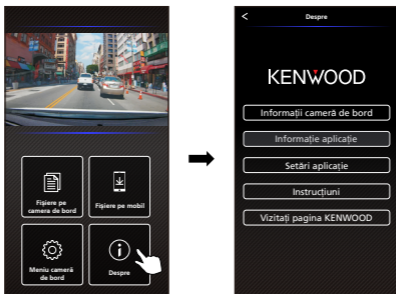 Fișiere pe
camera de bord
Fișiere pe mobil
Meniu cameră
de bord
Despre
<
Despre
KENWOOD
Informații cameră de bord
Informație aplicație
Setări aplicație
Instrucțiuni
Vizitați pagina KENWOOD